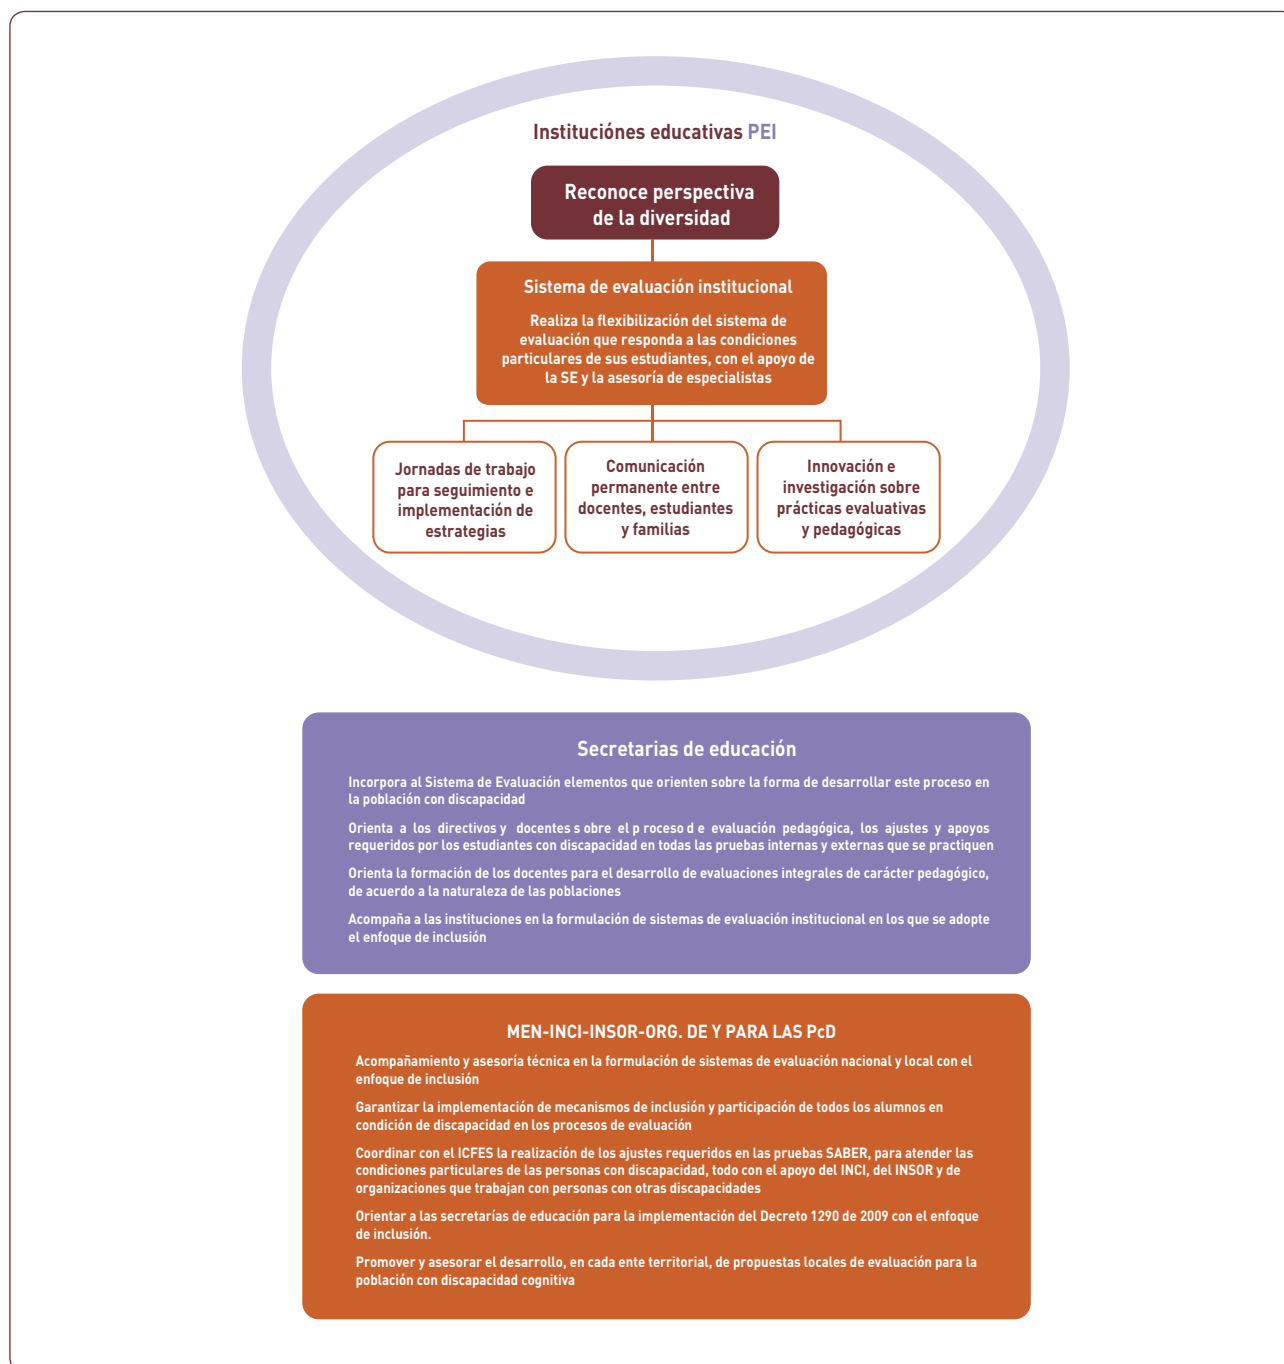 Instituciónes educativas PEI
Reconoce perspectiva
de la diversidad
Sistema de evaluación institucional
Realiza la flexibilización del sistema de
evaluación que responda a las condiciones
particulares de sus estudiantes, con el apoyo de
la SE y la asesoría de especialistas
Jornadas de trabajo
para seguimiento e
implementación de
estrategias
Comunicación
permanente entre
docentes, estudiantes
y familias
Innovación e
investigación sobre
prácticas evaluativas
y pedagógicas
Secretarias de educación
Incorpora al Sistema de Evaluación elementos que orienten sobre la forma de desarrollar este proceso en
la población con discapacidad
Orienta a los directivos y docentes s obre el p roceso d e evaluación pedagógica, los ajustes y apoyos
requeridos por los estudiantes con discapacidad en todas las pruebas internas y externas que se practiquen
Orienta la formación de los docentes para el desarrollo de evaluaciones integrales de carácter pedagógico,
de acuerdo a la naturaleza de las poblaciones
Acompaña a las instituciones en la formulación de sistemas de evaluación institucional en los que se adopte
el enfoque de inclusión
MEN-INCI-INSOR-ORG. DE Y PARA LAS PcD
Acompañamiento y asesoría técnica en la formulación de sistemas de evaluación nacional y local con el
enfoque de inclusión
Garantizar la implementación de mecanismos de inclusión y participación de todos los alumnos en
condición de discapacidad en los procesos de evaluación
Coordinar con el ICFES la realización de los ajustes requeridos en las pruebas SABER, para atender las
condiciones particulares de las personas con discapacidad, todo con el apoyo del INCI, del INSOR y de
organizaciones que trabajan con personas con otras discapacidades
Orientar a las secretarías de educación para la implementación del Decreto 1290 de 2009 con el enfoque
de inclusión.
Promover y asesorar el desarrollo, en cada ente territorial, de propuestas locales de evaluación para la
población con discapacidad cognitiva